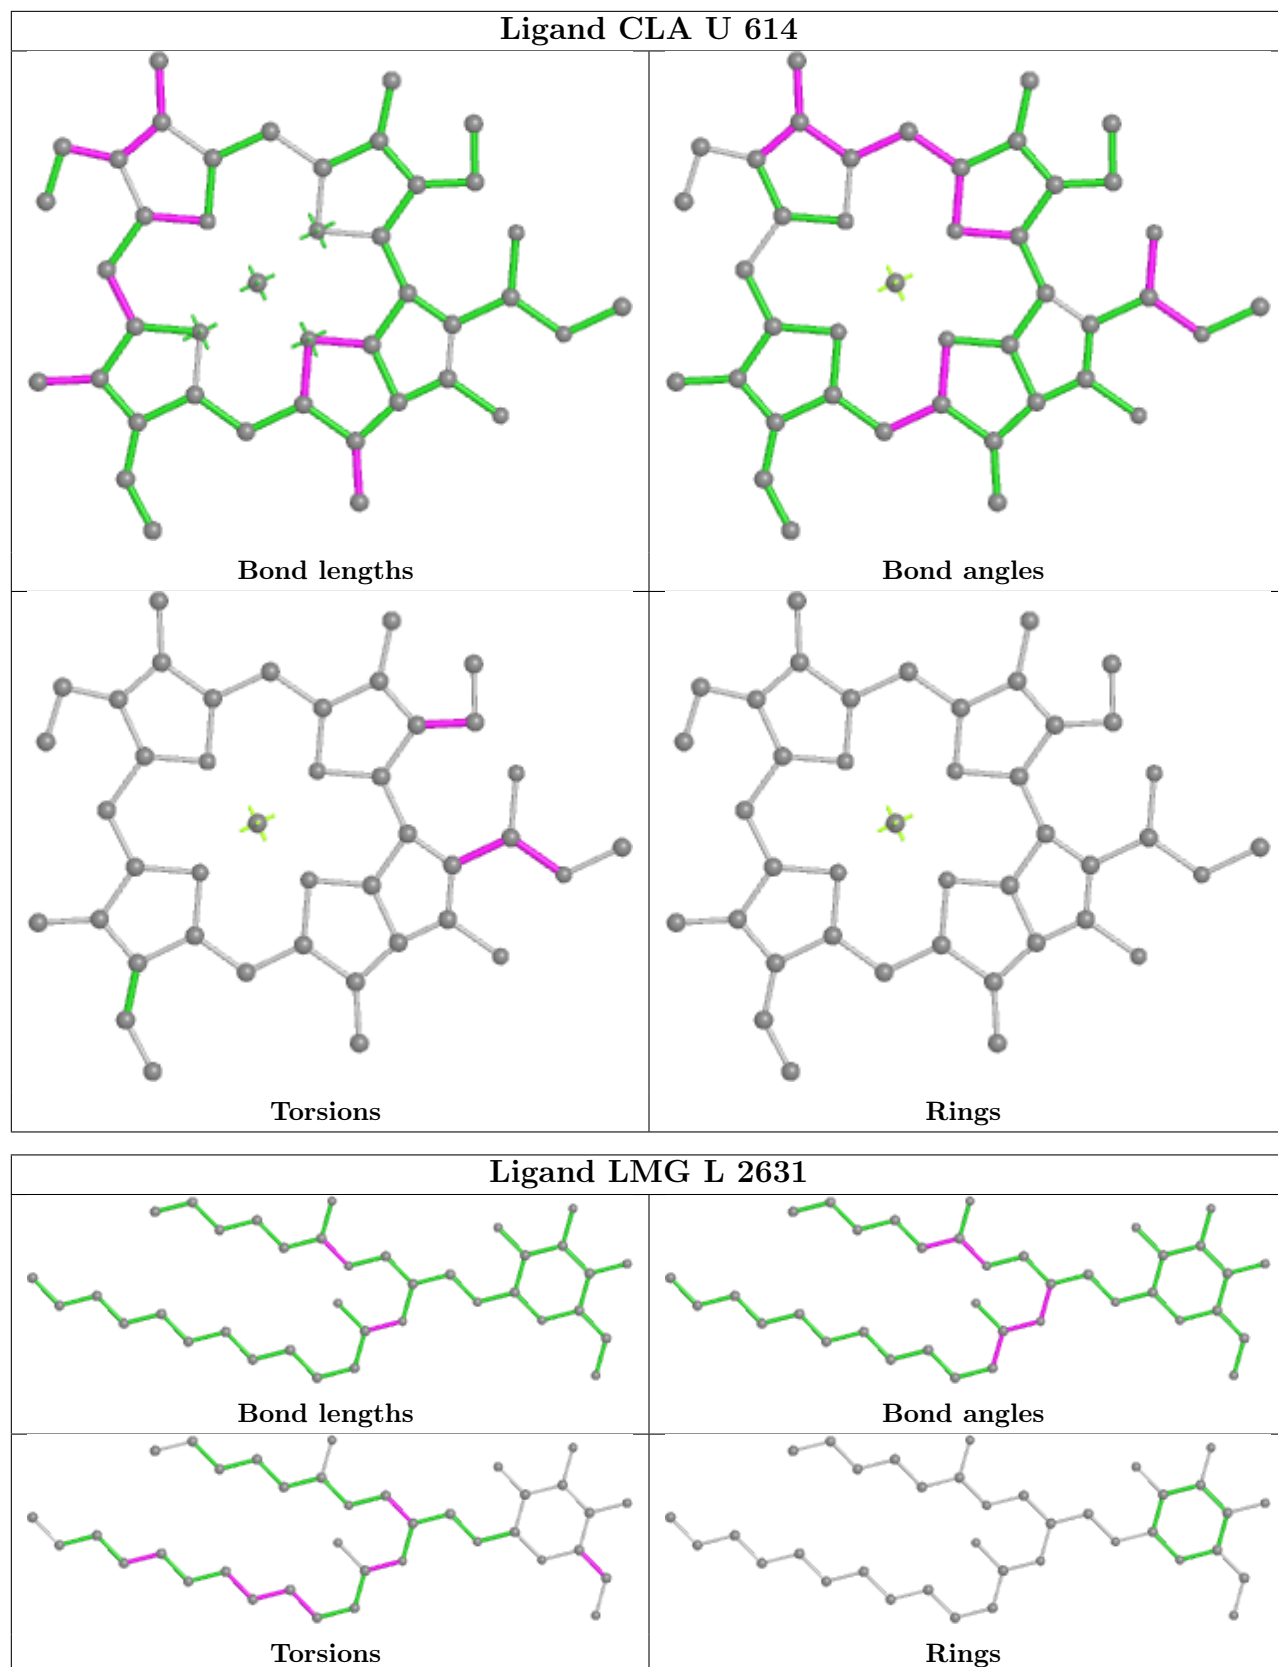 Ligand CLA U 614
Bond lengths
Bond angles
Torsions
Rings
Ligand LMG L 2631
Bond lengths
Bond angles
Torsions
Rings